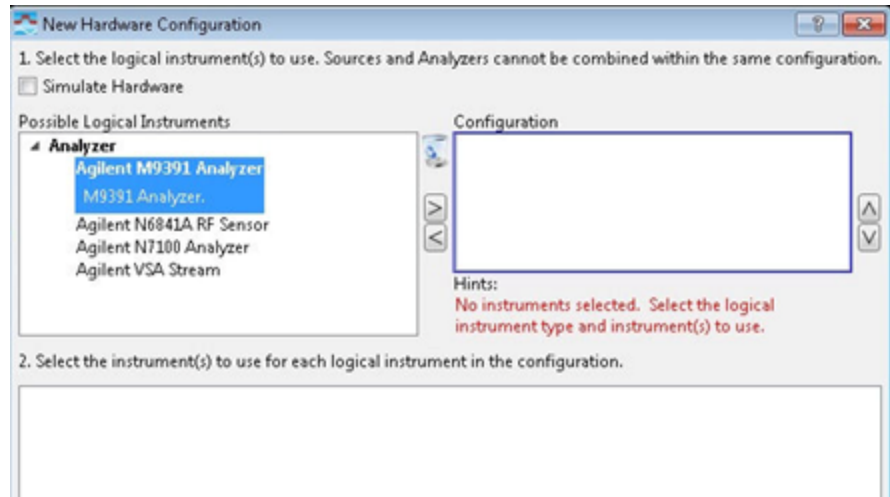 New Hardware Configuration
1. Select the logical instrument(s) to use. Sources and Analyzers cannot be combined within the same configuration.
Simulate Hardware
Possible Logical Instruments
Analyzer
Agilent M9391 Analyzer
M9391 Analyzer.
Agilent N6841A RF Sensor
Agilent N7100 Analyzer
Agilent VSA Stream
Configuration
>
<
Hints:
No instruments selected. Select the logical
instrument type and instrument(s) to use.
2. Select the instrument(s) to use for each logical instrument in the configuration.